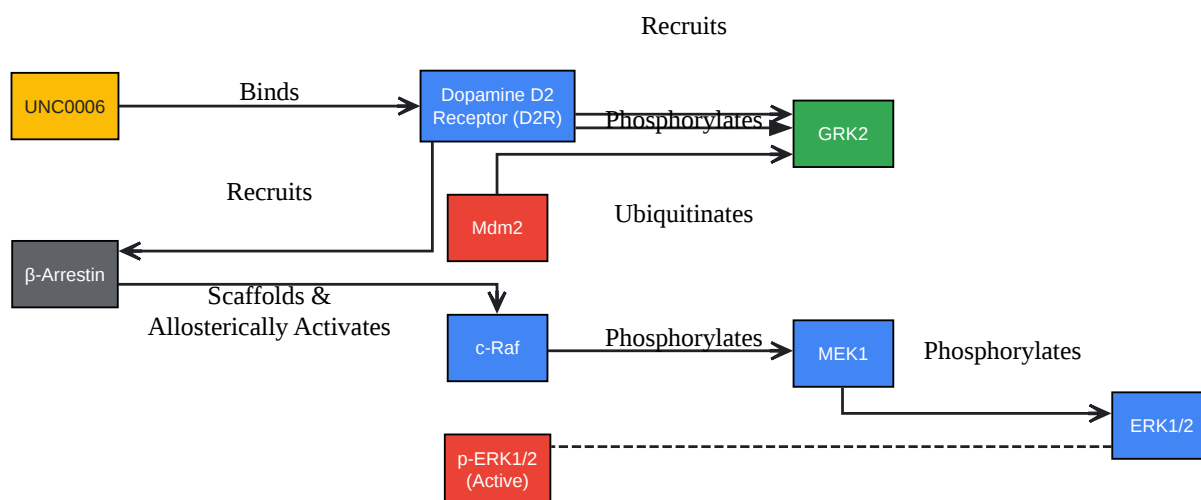 Recruits
UNC0006
Binds
Dopamine D2
Receptor (D2R)
Phosphorylates
GRK2
Recruits
Mdm2
Ubiquitinates
β-Arrestin
Scaffolds &
Allosterically Activates
c-Raf
Phosphorylates
MEK1
Phosphorylates
ERK1/2
p-ERK1/2
(Active)